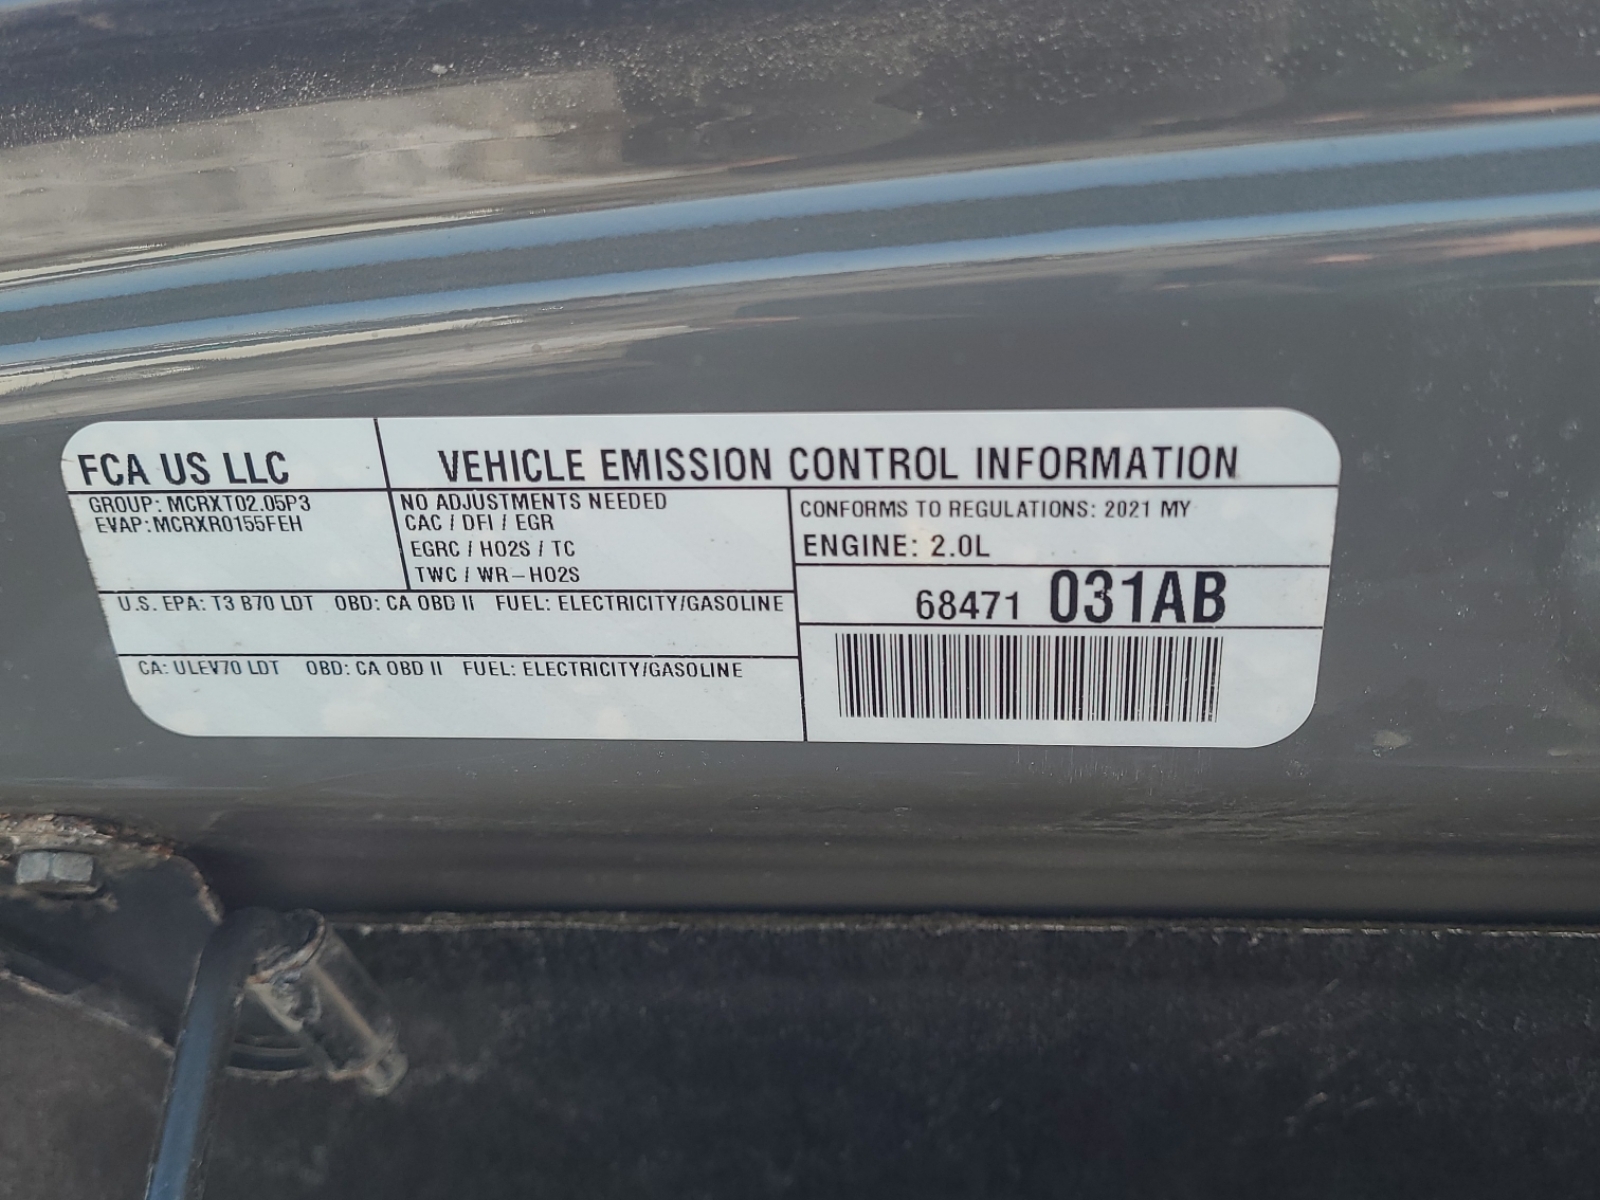 FCA US LLC
VEHICLE EMISSION CONTROL INFORMATION
GROUP: MCRXT02.05P3
EVAP: MCRXR0155FEH
NO ADJUSTMENTS NEEDED
CAC / DFI / EGR
EGRC / HO2S / TC
TWC / WR-HO2S
CONFORMS TO REGULATIONS: 2021 MY
ENGINE: 2.0L
U.S. EPA: T3 B70 LDT OBD: CA OBD II FUEL: ELECTRICITY/GASOLINE
68471 031AB
CA: ULEV70 LDT OBD: CA OBD II FUEL: ELECTRICITY/GASOLINE